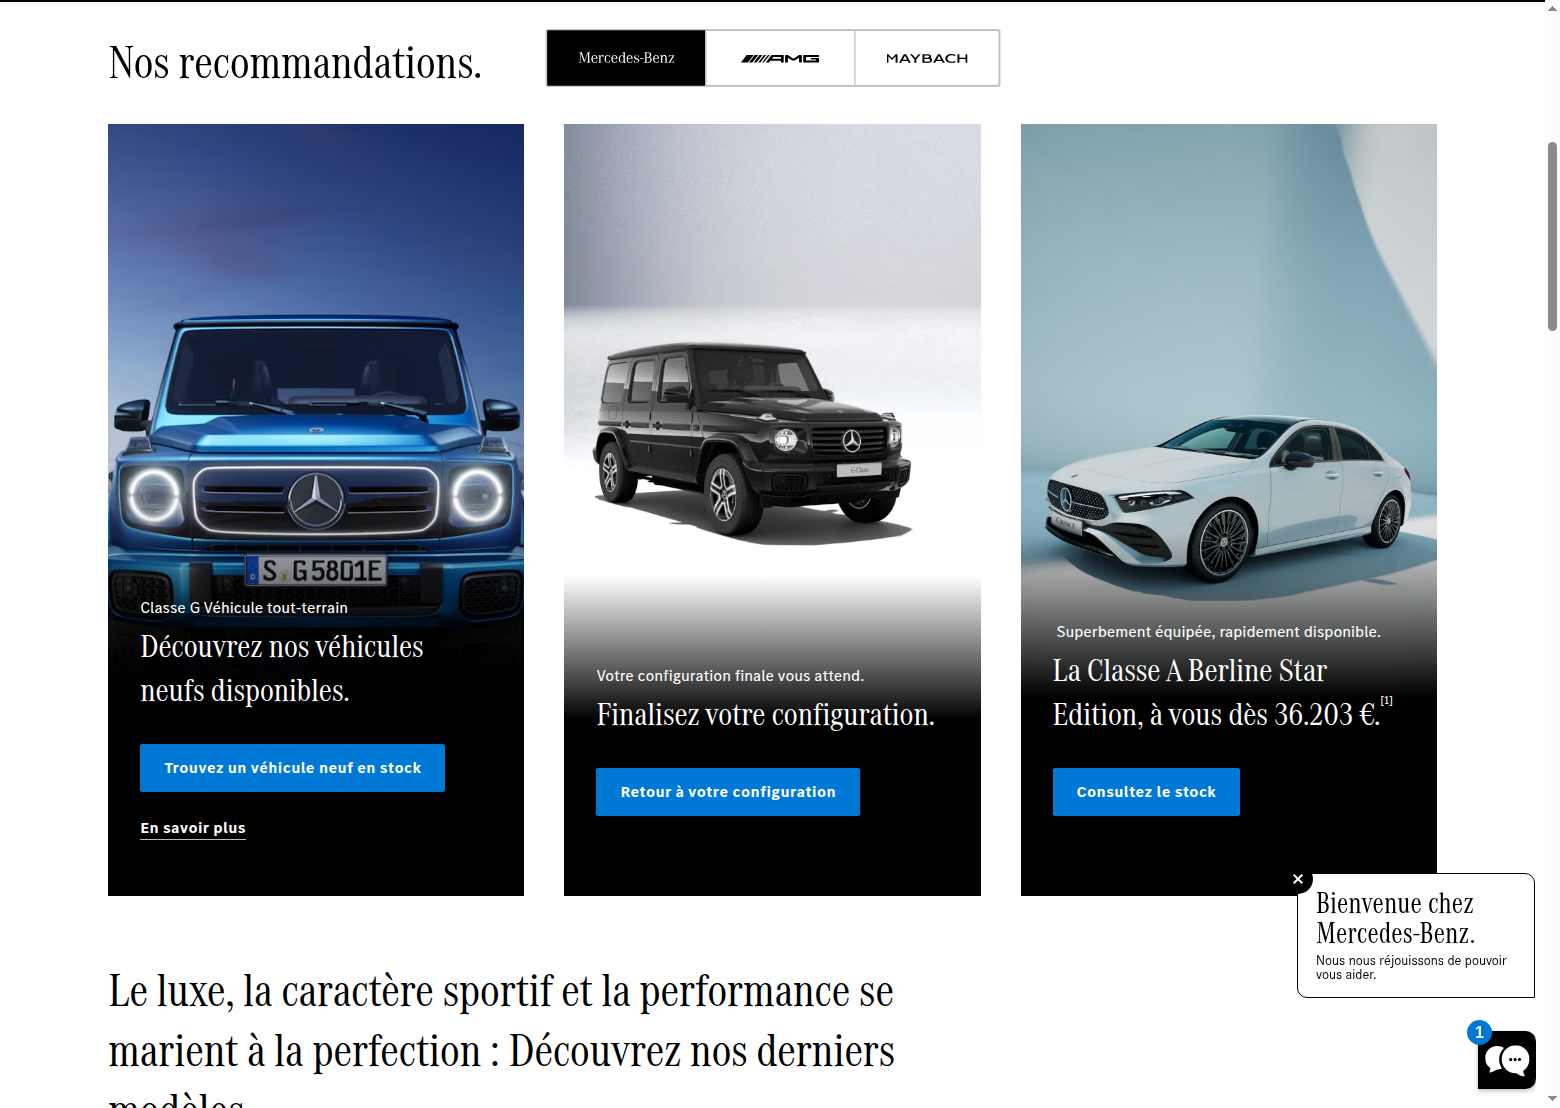 Nos recommandations.
Mercedes-Benz
AMG
MAYBACH
S G 5801E
D
Classe G Véhicule tout-terrain
Découvrez nos véhicules
neufs disponibles.
Trouvez un véhicule neuf en stock
En savoir plus
G-Class
Votre configuration finale vous attend.
Finalisez votre configuration.
Retour à votre configuration
Classe A
Superbement équipée, rapidement disponible.
La Classe A Berline Star
Edition, à vous dès 36.203 €.[1]
Consultez le stock
Bienvenue chez
Mercedes-Benz.
Nous nous réjouissons de pouvoir
vous aider.
1
Le luxe, la caractère sportif et la performance se
marient à la perfection : Découvrez nos derniers
modèles